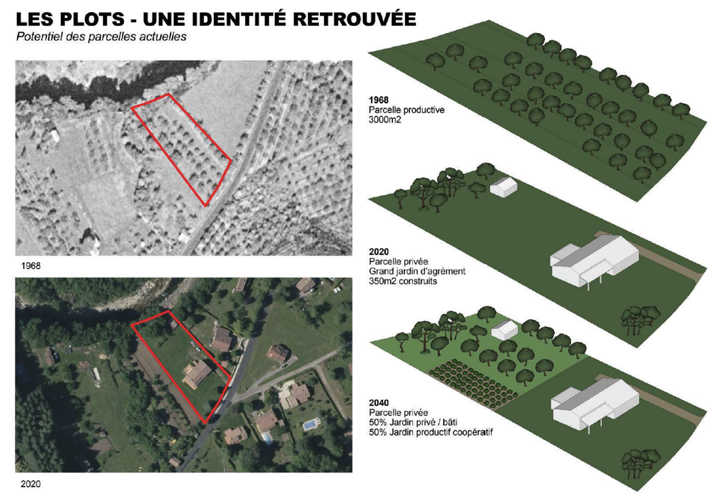 LES PLOTS - UNE IDENTITÉ RETROUVÉE
Potentiel des parcelles actuelles
1968
2020
1968
Parcelle productive
3000m2
2020
Parcelle privée
Grand jardin d'agrément
350m2 construits
2040
Parcelle privée
50% Jardin privé / bâti
50% Jardin productif coopératif